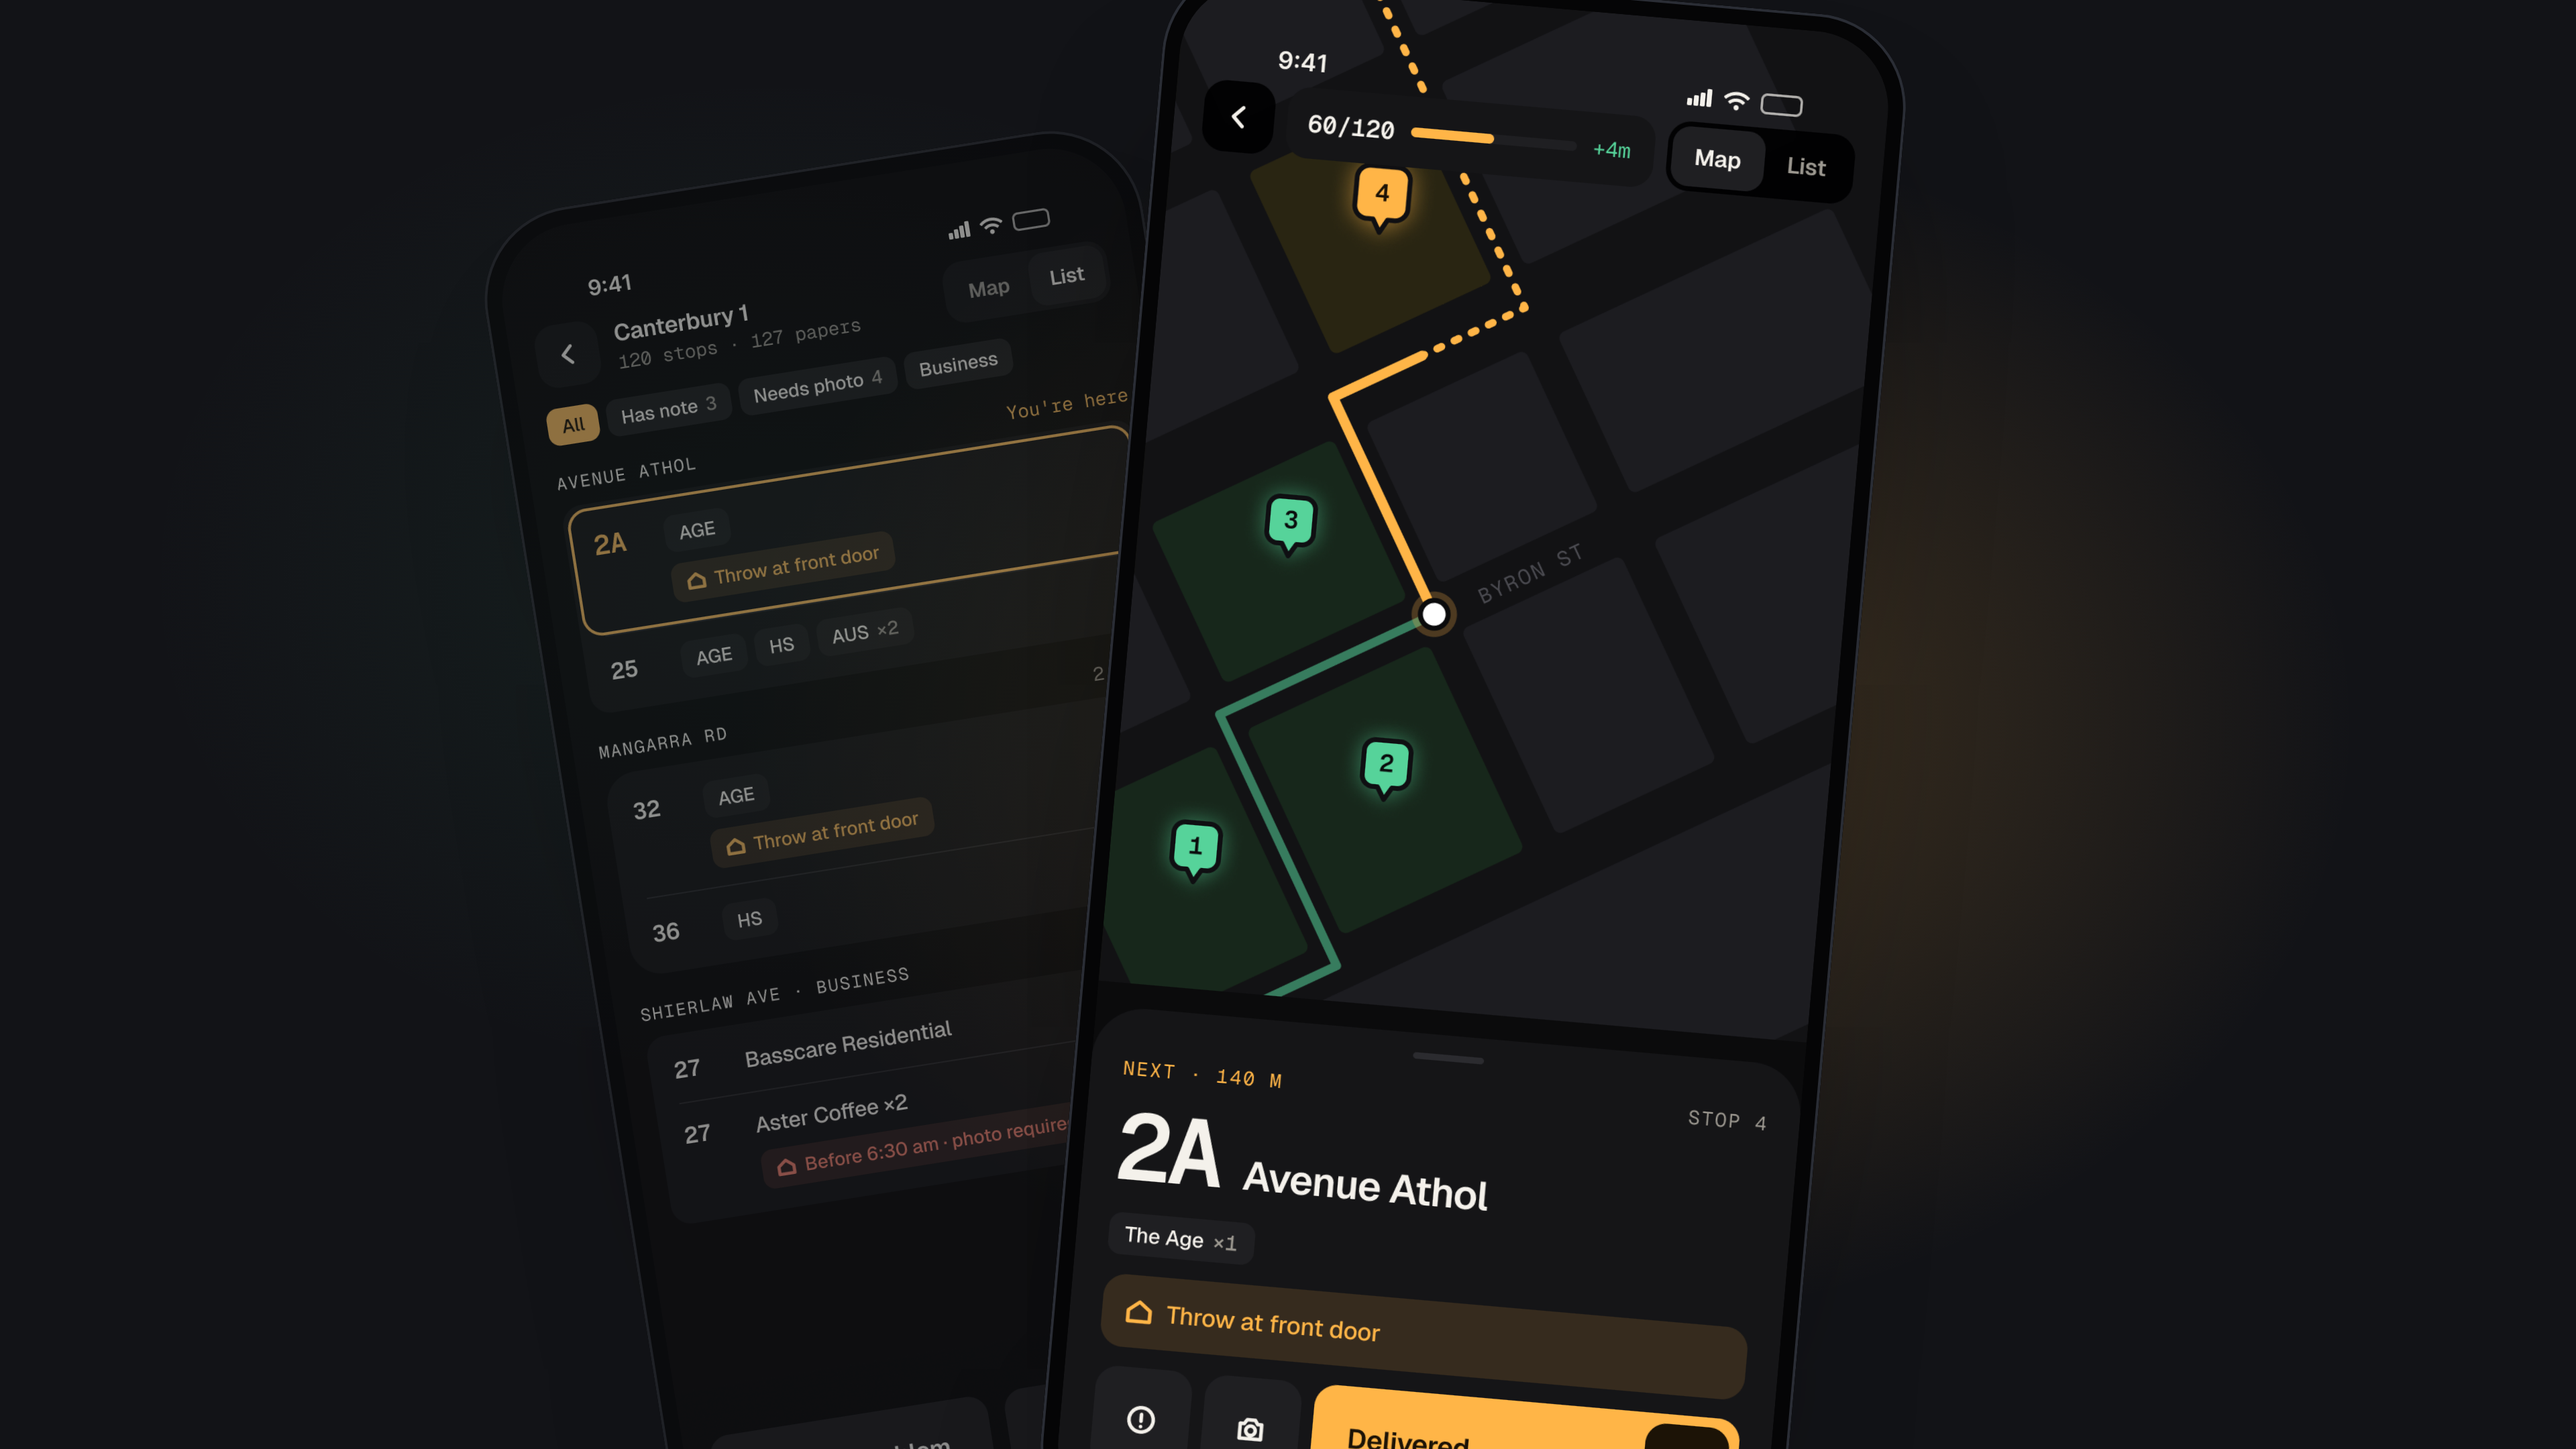 9:41
Canterbury 1
120 stops · 127 papers
Map List
All
Has note 3
Needs photo 4
Business
You're here
AVENUE ATHOL
2A
AGE
Throw at front door
25
AGE HS AUS ×2
2
MANGARRA RD
32
AGE
Throw at front door
36
HS
SHIERLAW AVE · BUSINESS
27 Basscare Residential
27 Aster Coffee ×2
Before 6:30 am · photo require
9:41
60/120
+4m
Map List
4
3
BYRON ST
2
1
NEXT · 140 M
STOP 4
2A Avenue Athol
The Age ×1
Throw at front door
Delivered